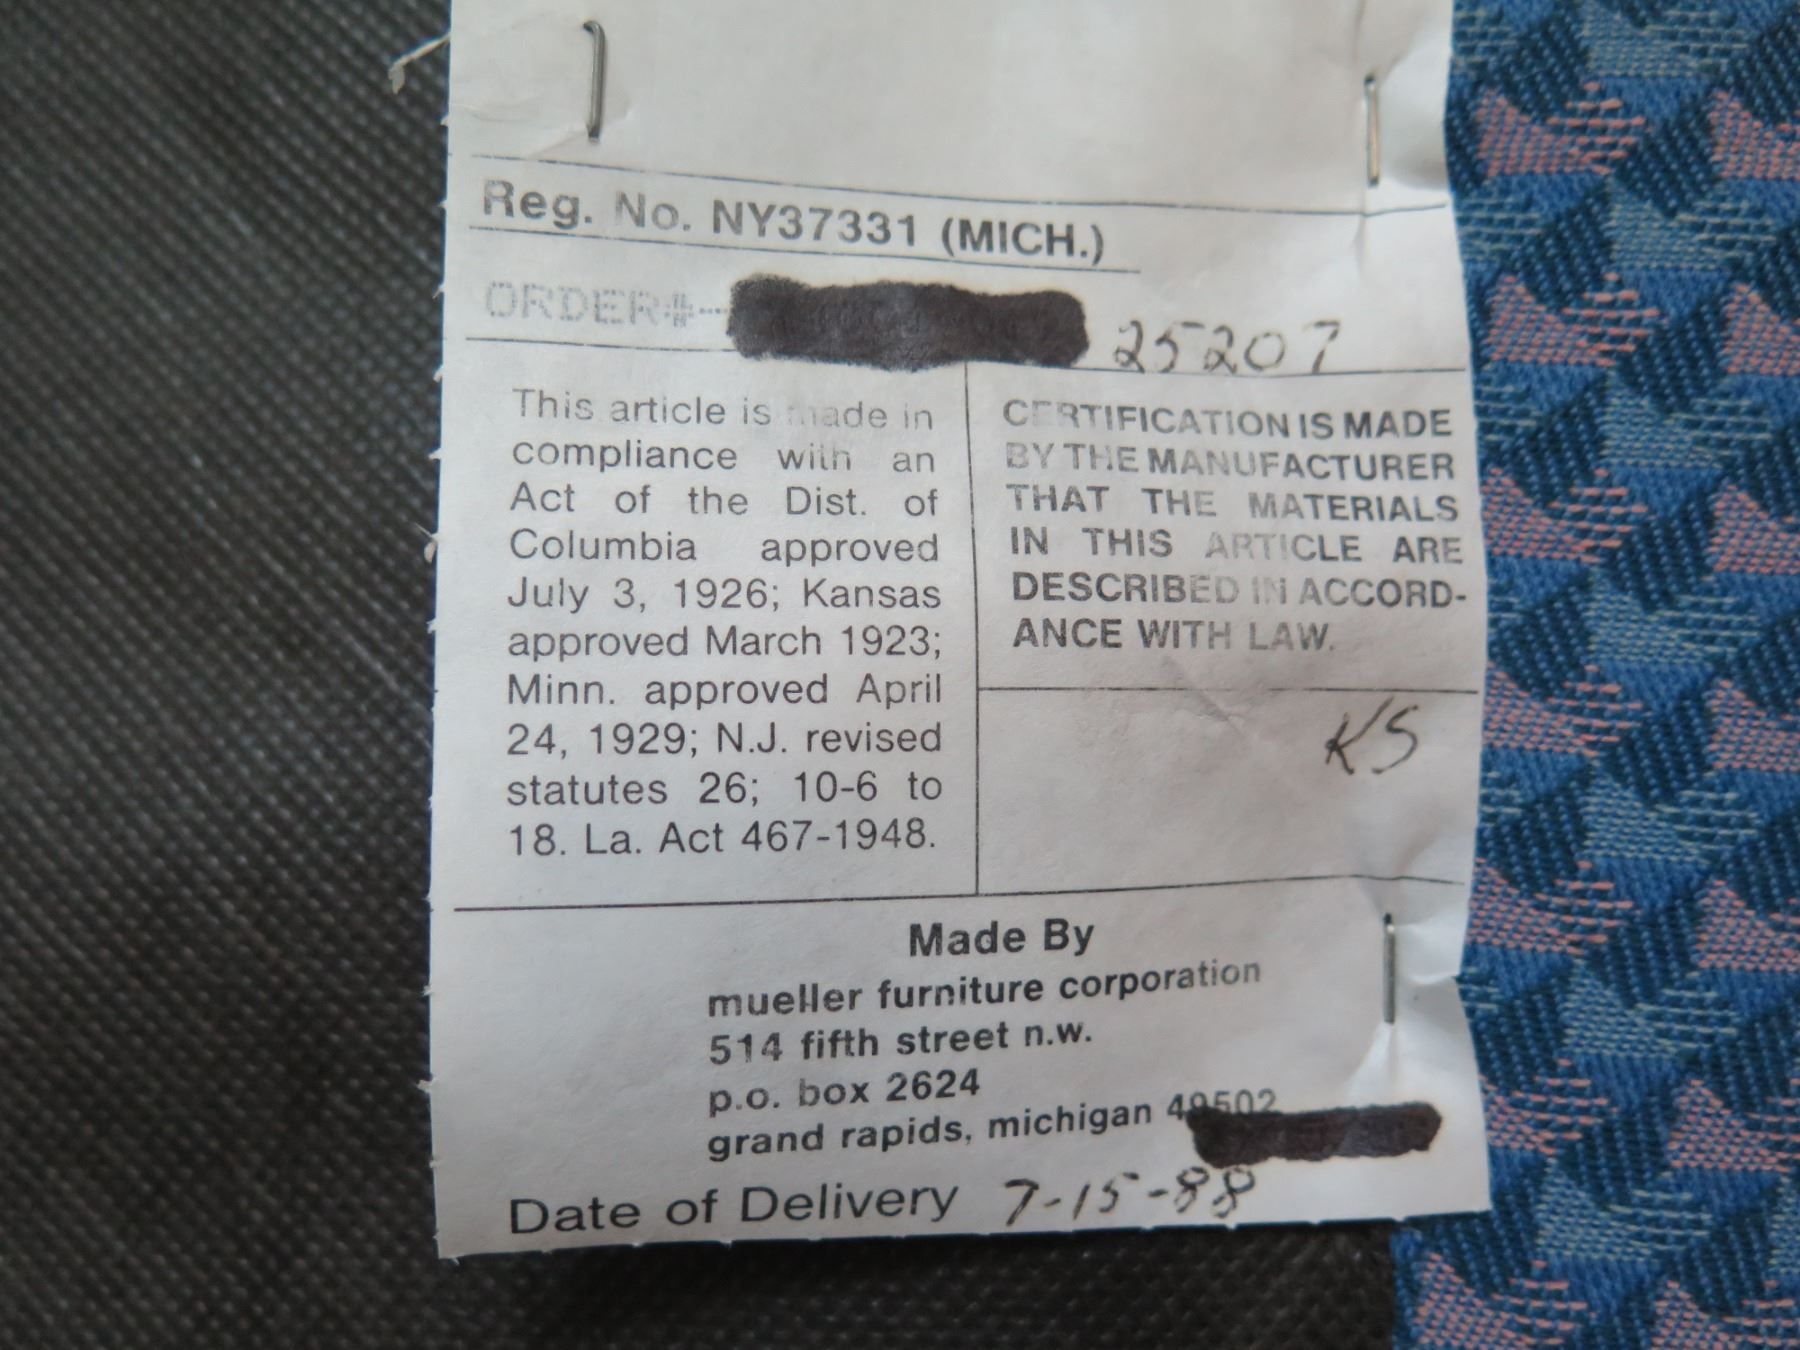 Reg. No. NY37331 (MICH.)
ORDER#-- 25207
This article is made in
compliance with an
Act of the Dist. of
Columbia approved
July 3, 1926; Kansas
approved March 1923;
Minn. approved April
24, 1929; N.J. revised
statutes 26; 10-6 to
18. La. Act 467-1948.
CERTIFICATION IS MADE
BY THE MANUFACTURER
THAT THE MATERIALS
IN THIS ARTICLE ARE
DESCRIBED IN ACCORD-
ANCE WITH LAW.
KS
Made By
mueller furniture corporation
514 fifth street n.w.
p.o. box 2624
grand rapids, michigan 49502
Date of Delivery 7-15-88